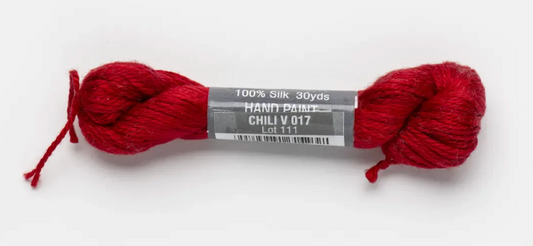 100% Silk 30yds
HAND PAINT
CHILI V 017
Lot 111